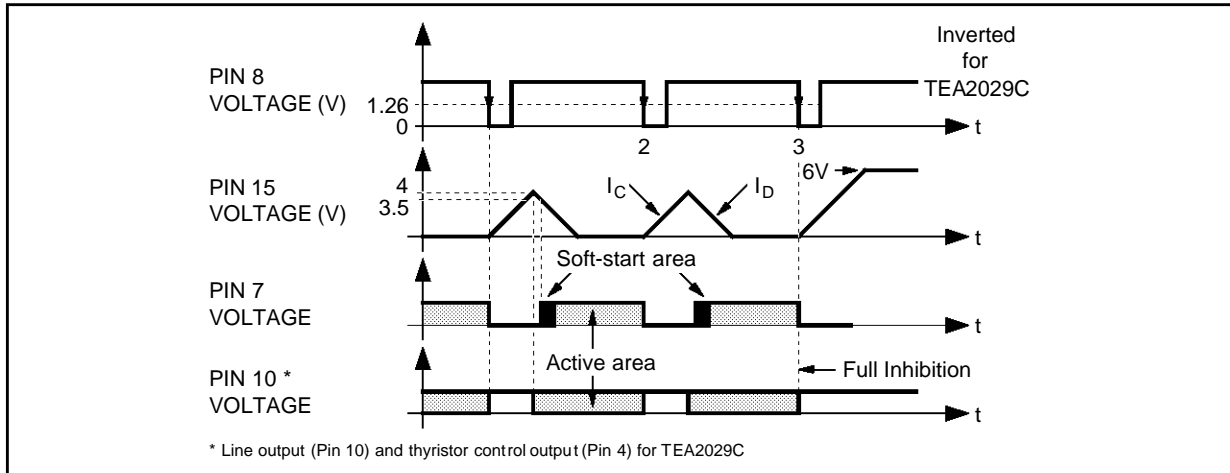 Inverted
for
TEA2029C
PIN 8
VOLTAGE (V)
1.26
0
t
2
3
PIN 15
VOLTAGE (V)
4
3.5
I_C
I_D
6V
t
Soft-start area
PIN 7
VOLTAGE
t
Active area
Full Inhibition
PIN 10 *
VOLTAGE
t
* Line output (Pin 10) and thyristor control output (Pin 4) for TEA2029C